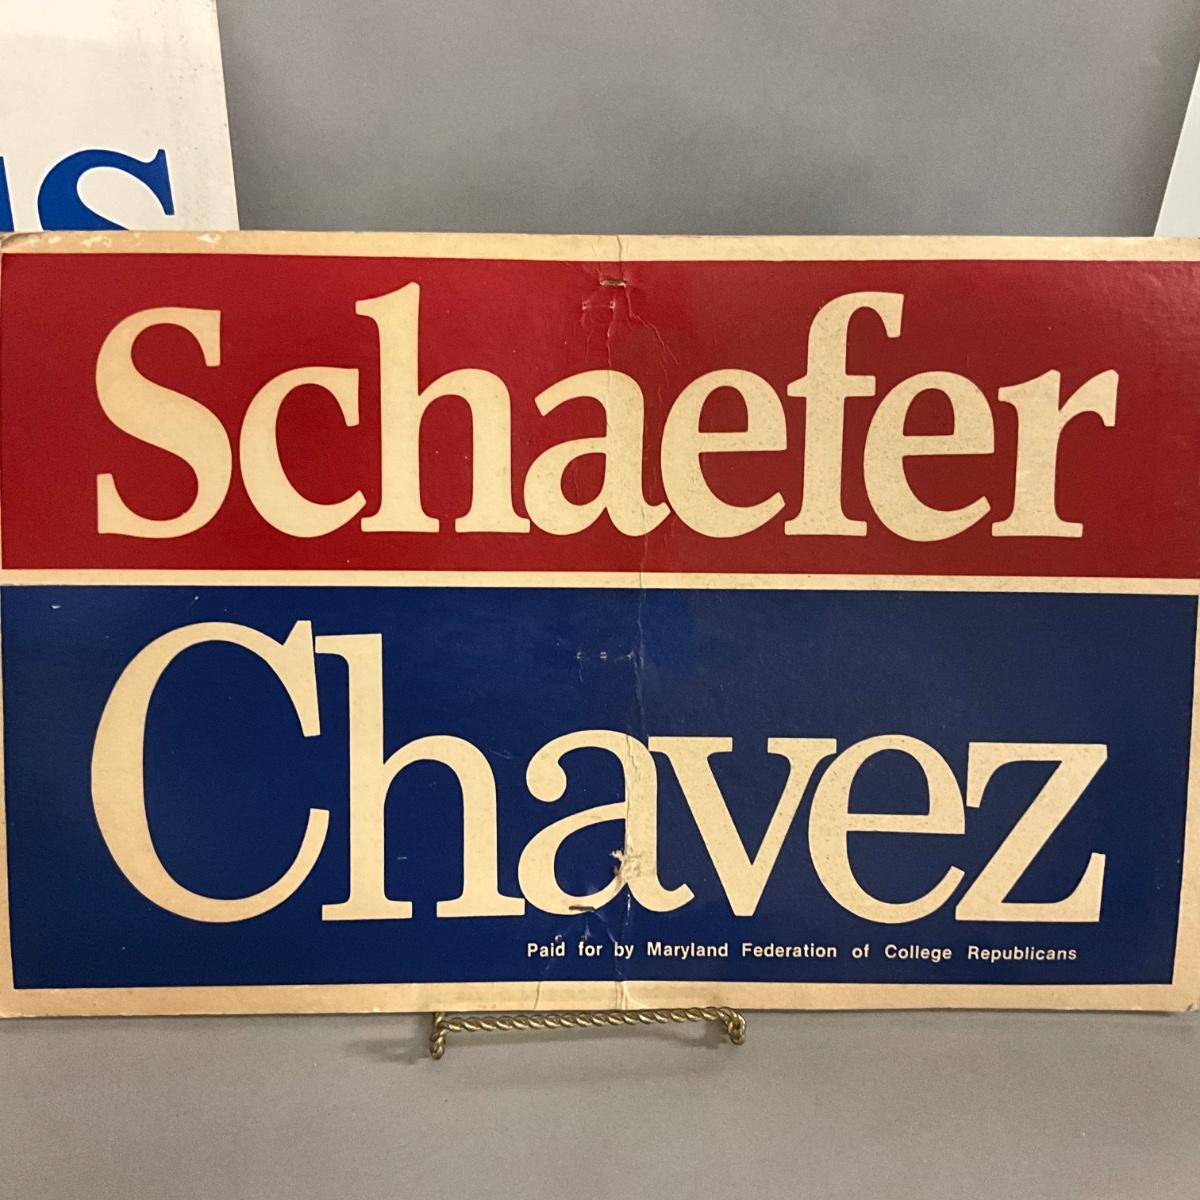 Schaefer
Chavez
Paid for by Maryland Federation of College Republicans